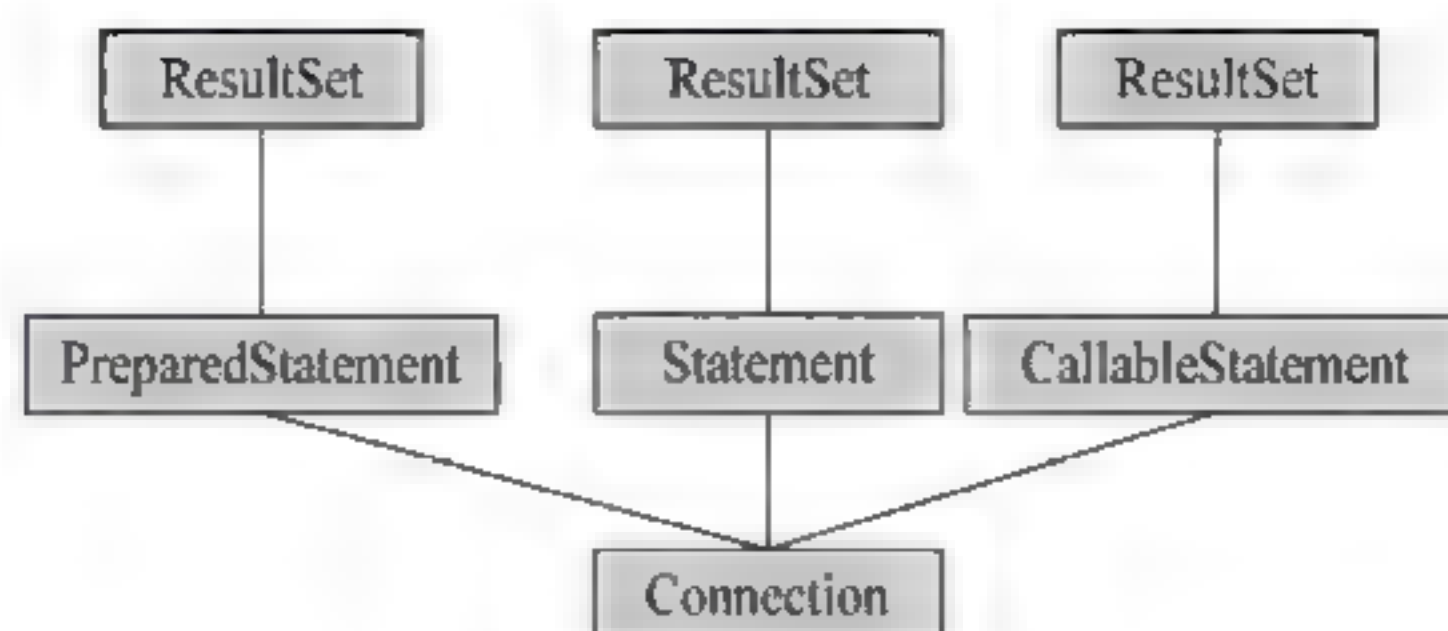 ResultSet
ResultSet
ResultSet
PreparedStatement
Statement
CallableStatement
Connection